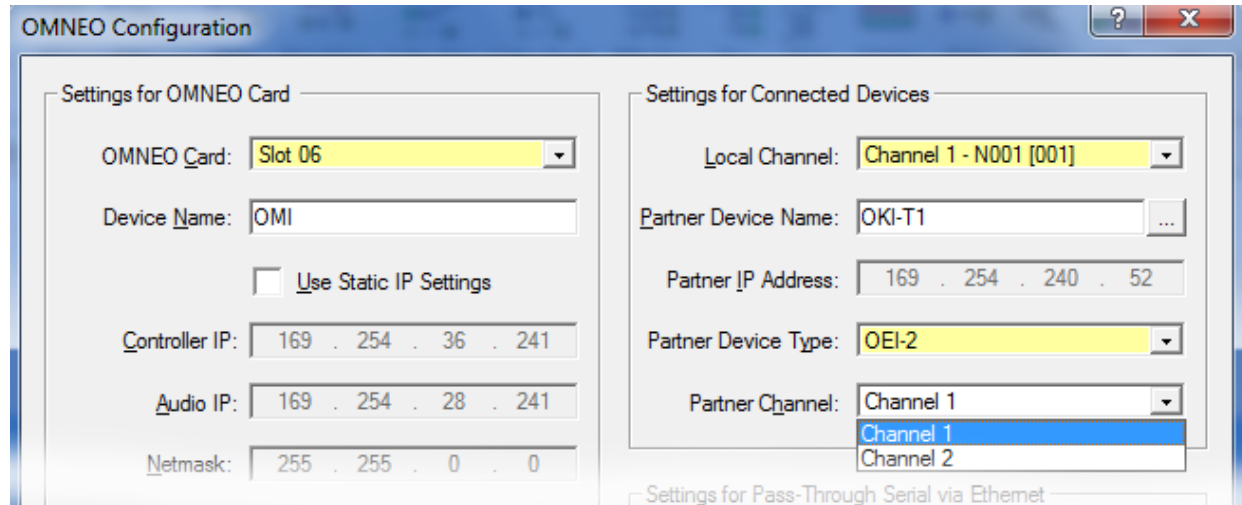 OMNEO Configuration
?
X
Settings for OMNEO Card
OMNEO Card: Slot 06
Device Name: OMI
Use Static IP Settings
Controller IP: 169 . 254 . 36 . 241
Audio IP: 169 . 254 . 28 . 241
Netmask: 255 . 255 . 0 . 0
Settings for Connected Devices
Local Channel: Channel 1 - N001 [001]
Partner Device Name: OKI-T1 ...
Partner IP Address: 169 . 254 . 240 . 52
Partner Device Type: OEI-2
Partner Channel: Channel 1
Channel 1
Channel 2
Settings for Pass-Through Serial via Ethernet